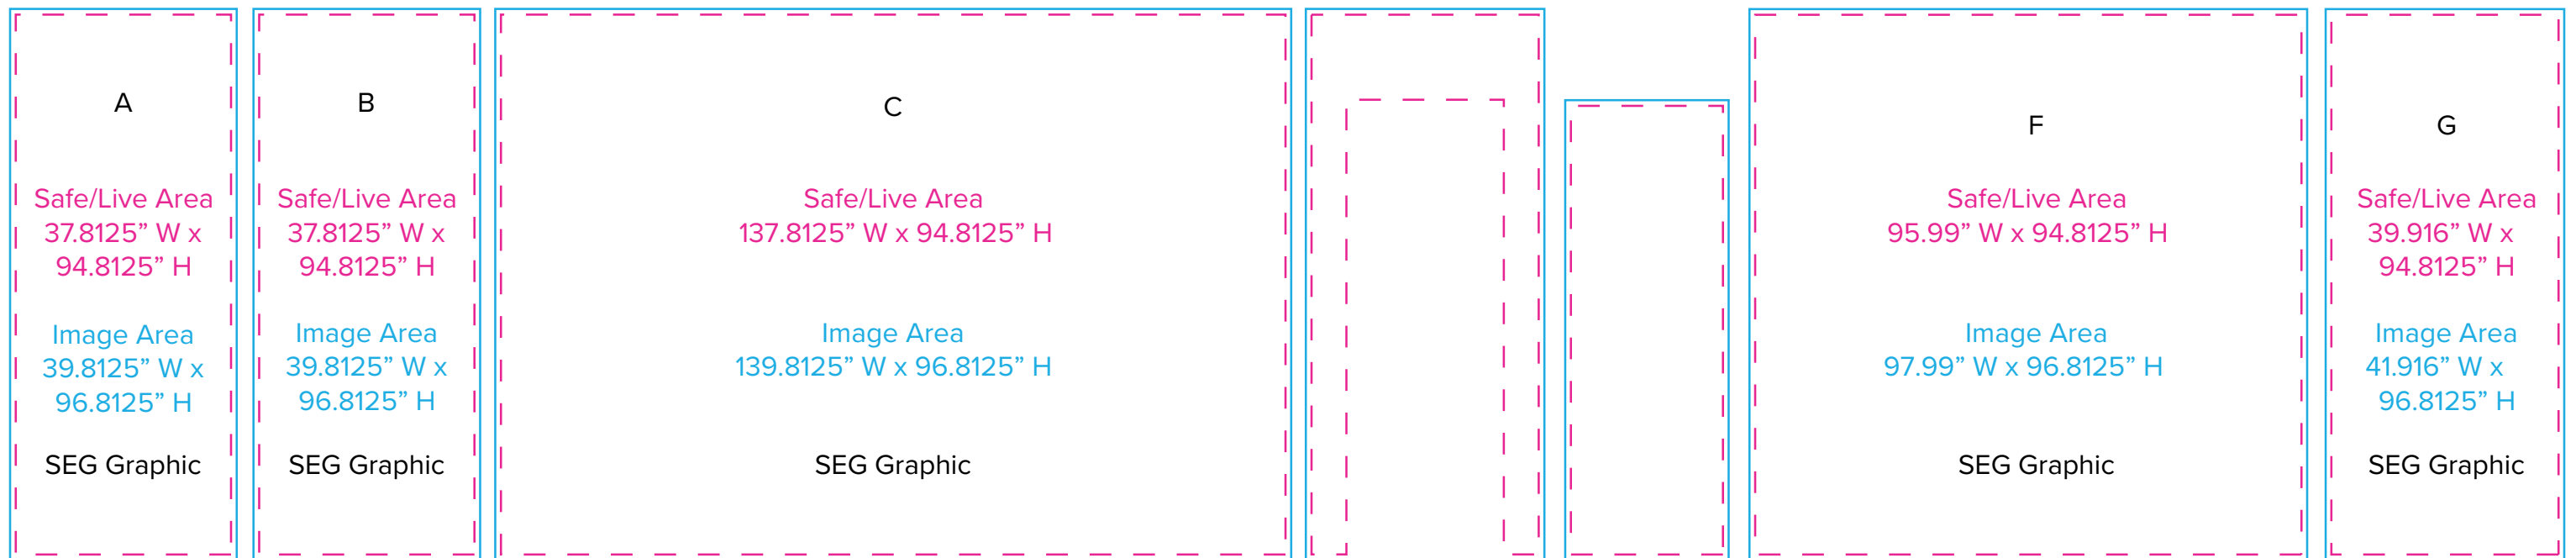 A
Safe/Live Area
37.8125” W x
94.8125” H
Image Area
39.8125” W x
96.8125” H
SEG Graphic
B
Safe/Live Area
37.8125” W x
94.8125” H
Image Area
39.8125” W x
96.8125” H
SEG Graphic
C
Safe/Live Area
137.8125” W x 94.8125” H
Image Area
139.8125” W x 96.8125” H
SEG Graphic
F
Safe/Live Area
95.99” W x 94.8125” H
Image Area
97.99” W x 96.8125” H
SEG Graphic
G
Safe/Live Area
39.916” W x
94.8125” H
Image Area
41.916” W x
96.8125” H
SEG Graphic